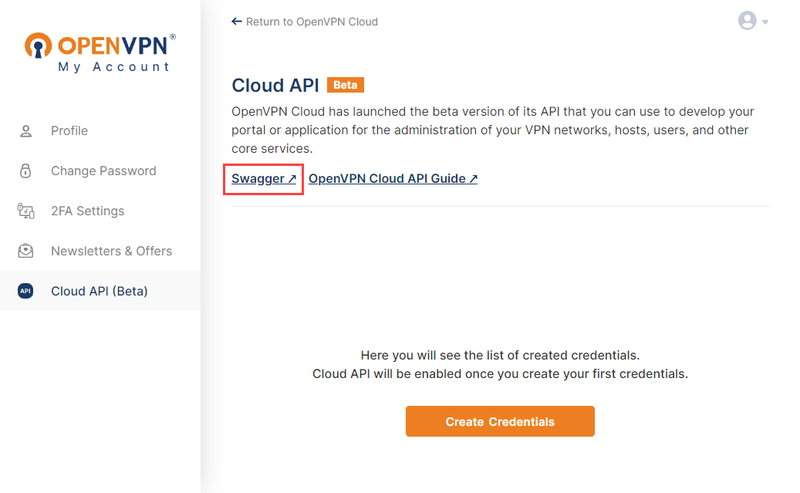 OPENVPN®
My Account
Profile
Change Password
2FA Settings
Newsletters & Offers
API
Cloud API (Beta)
← Return to OpenVPN Cloud
Cloud API Beta
OpenVPN Cloud has launched the beta version of its API that you can use to develop your
portal or application for the administration of your VPN networks, hosts, users, and other
core services.
Swagger ↗ OpenVPN Cloud API Guide ↗
Here you will see the list of created credentials.
Cloud API will be enabled once you create your first credentials.
Create Credentials